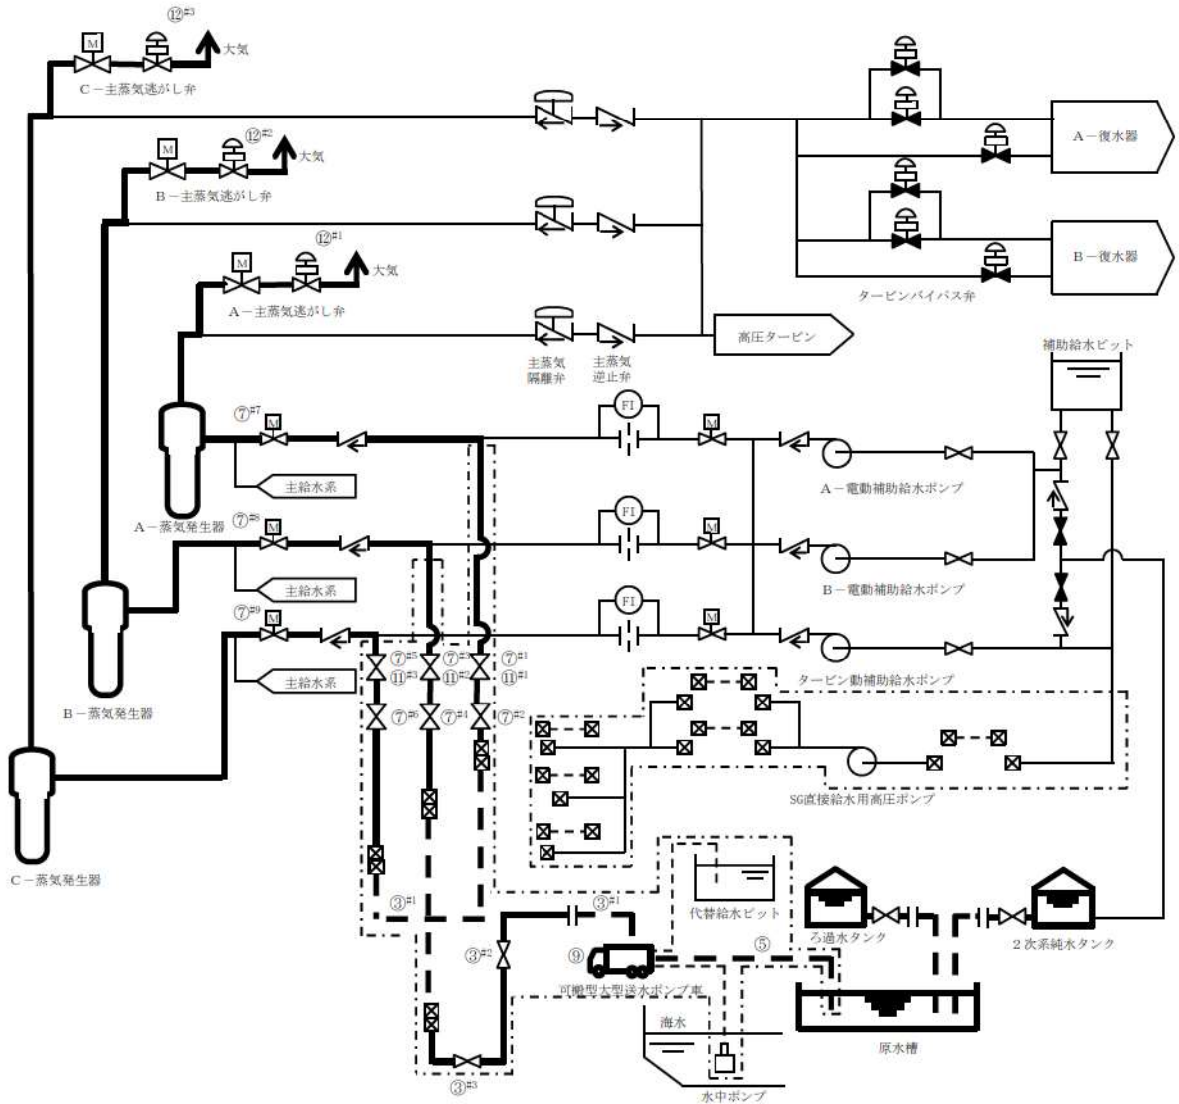 ⑫#3
M
大気
C－主蒸気逃がし弁
⑫#2
M
大気
B－主蒸気逃がし弁
A－復水器
⑫#1
M
大気
A－主蒸気逃がし弁
B－復水器
タービンバイパス弁
高圧タービン
主蒸気
隔離弁
主蒸気
逆止弁
補助給水ピット
⑦#7
M
FI
M
主給水系
A－電動補助給水ポンプ
A－蒸気発生器
⑦#8
M
FI
M
主給水系
B－電動補助給水ポンプ
⑦#9
M
FI
M
主給水系
タービン動補助給水ポンプ
⑦#5
⑪#3
⑦#3
⑪#2
⑦#1
⑪#1
B－蒸気発生器
⑦#6
⑦#4
⑦#2
SG直接給水用高圧ポンプ
C－蒸気発生器
代替給水ピット
③#1
③#1
ろ過水タンク
2次系純水タンク
③#2
⑨
⑤
可搬型大型送水ポンプ車
海水
原水槽
③#3
水中ポンプ